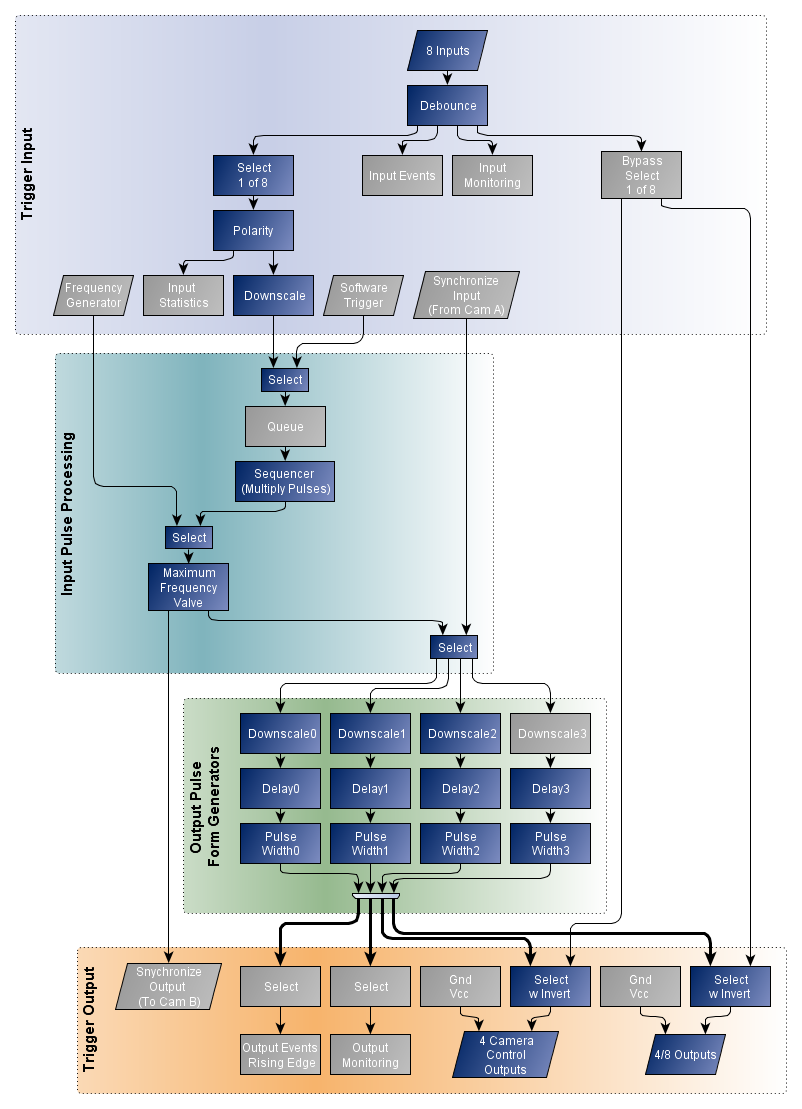 Trigger Input
8 Inputs
Debounce
Select
1 of 8
Input Events
Input
Monitoring
Bypass
Select
1 of 8
Polarity
Frequency
Generator
Input
Statistics
Downscale
Software
Trigger
Synchronize
Input
(From Cam A)
Input Pulse Processing
Select
Queue
Sequencer
(Multiply Pulses)
Select
Maximum
Frequency
Valve
Select
Output Pulse
Form Generators
Downscale0
Downscale1
Downscale2
Downscale3
Delay0
Delay1
Delay2
Delay3
Pulse
Width0
Pulse
Width1
Pulse
Width2
Pulse
Width3
Trigger Output
Snychronize
Output
(To Cam B)
Select
Select
Gnd
Vcc
Select
w Invert
Gnd
Vcc
Select
w Invert
Output Events
Rising Edge
Output
Monitoring
4 Camera
Control
Outputs
4/8 Outputs